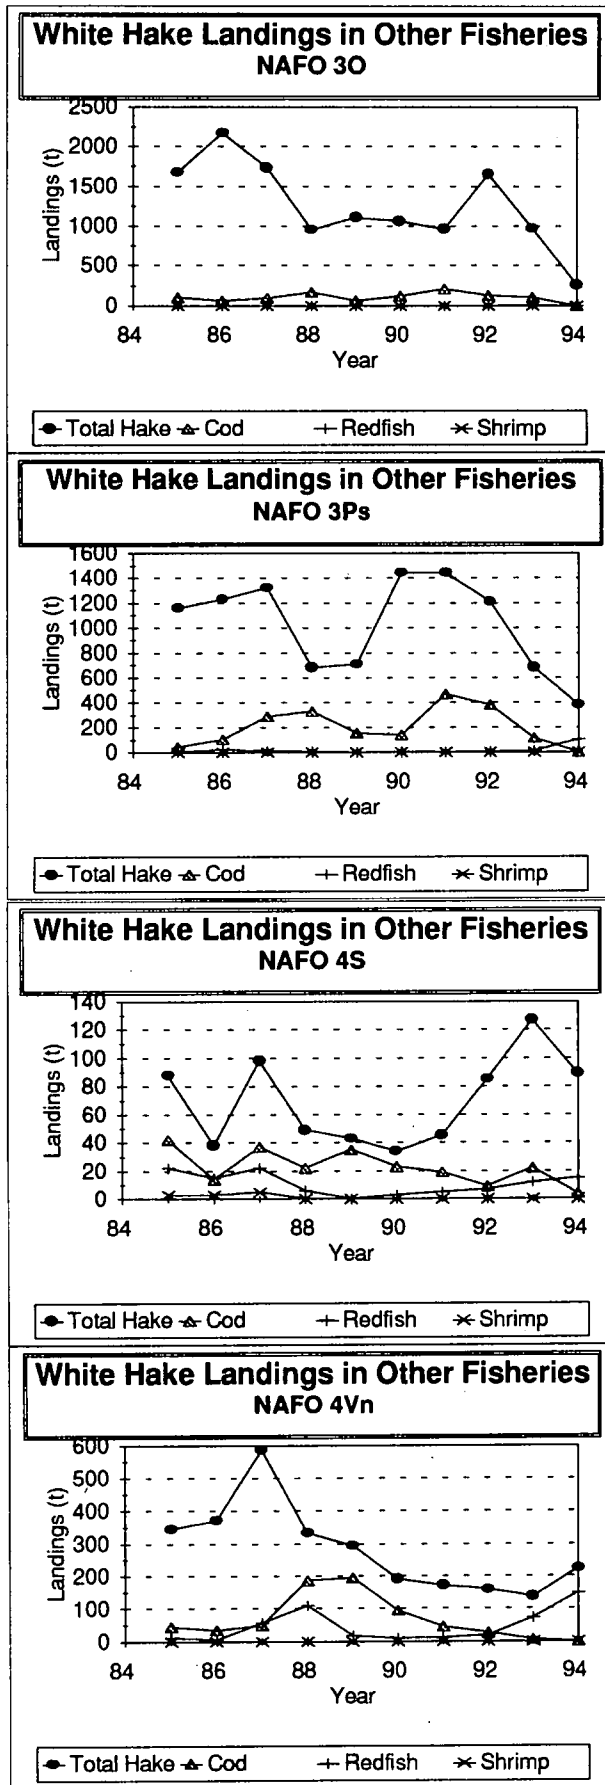 White Hake Landings in Other Fisheries
NAFO 3O
Landings (t)
2500
2000
1500
1000
500
0
84 86 88 90 92 94
Year
Total Hake Cod Redfish Shrimp
White Hake Landings in Other Fisheries
NAFO 3Ps
Landings (t)
1600
1400
1200
1000
800
600
400
200
0
84 86 88 90 92 94
Year
Total Hake Cod Redfish Shrimp
White Hake Landings in Other Fisheries
NAFO 4S
Landings (t)
140
120
100
80
60
40
20
0
84 86 88 90 92 94
Year
Total Hake Cod Redfish Shrimp
White Hake Landings in Other Fisheries
NAFO 4Vn
Landings (t)
600
500
400
300
200
100
0
84 86 88 90 92 94
Year
Total Hake Cod Redfish Shrimp